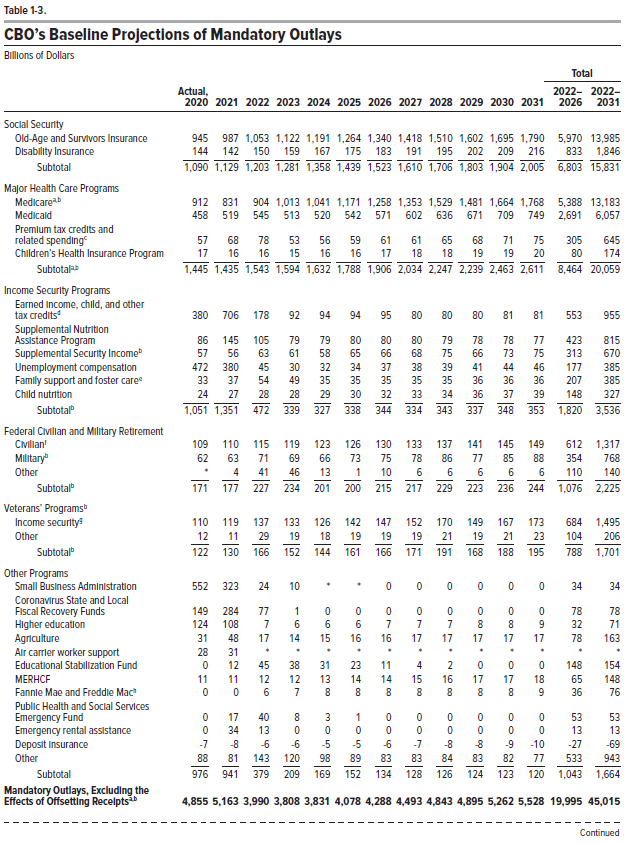 Table 1-3.
CBO's Baseline Projections of Mandatory Outlays
Billions of Dollars
Total
Actual, 2022– 2022–
2020 2021 2022 2023 2024 2025 2026 2027 2028 2029 2030 2031 2026 2031
Social Security
Old-Age and Survivors Insurance 945 987 1,053 1,122 1,191 1,264 1,340 1,418 1,510 1,602 1,695 1,790 5,970 13,985
Disability Insurance 144 142 150 159 167 175 183 191 195 202 209 216 833 1,846
Subtotal 1,090 1,129 1,203 1,281 1,358 1,439 1,523 1,610 1,706 1,803 1,904 2,005 6,803 15,831
Major Health Care Programs
Medicareᵃ,ᵇ 912 831 904 1,013 1,041 1,171 1,258 1,353 1,529 1,481 1,664 1,768 5,388 13,183
Medicaid 458 519 545 513 520 542 571 602 636 671 709 749 2,691 6,057
Premium tax credits and
related spendingᶜ 57 68 78 53 56 59 61 61 65 68 71 75 305 645
Children's Health Insurance Program 17 16 16 15 16 16 17 18 18 19 19 20 80 174
Subtotalᵃ,ᵇ 1,445 1,435 1,543 1,594 1,632 1,788 1,906 2,034 2,247 2,239 2,463 2,611 8,464 20,059
Income Security Programs
Earned income, child, and other
tax creditsᵈ 380 706 178 92 94 94 95 80 80 80 81 81 553 955
Supplemental Nutrition
Assistance Program 86 145 105 79 79 80 80 80 79 78 78 77 423 815
Supplemental Security Incomeᵇ 57 56 63 61 58 65 66 68 75 66 73 75 313 670
Unemployment compensation 472 380 45 30 32 34 37 38 39 41 44 46 177 385
Family support and foster careᵉ 33 37 54 49 35 35 35 35 35 36 36 36 207 385
Child nutrition 24 27 28 28 29 30 32 33 34 36 37 39 148 327
Subtotalᵇ 1,051 1,351 472 339 327 338 344 334 343 337 348 353 1,820 3,536
Federal Civilian and Military Retirement
Civilianᶠ 109 110 115 119 123 126 130 133 137 141 145 149 612 1,317
Militaryᵇ 62 63 71 69 66 73 75 78 86 77 85 88 354 768
Other * 4 41 46 13 1 10 6 6 6 6 6 110 140
Subtotalᵇ 171 177 227 234 201 200 215 217 229 223 236 244 1,076 2,225
Veterans' Programsᵇ
Income securityᵍ 110 119 137 133 126 142 147 152 170 149 167 173 684 1,495
Other 12 11 29 19 18 19 19 19 21 19 21 23 104 206
Subtotalᵇ 122 130 166 152 144 161 166 171 191 168 188 195 788 1,701
Other Programs
Small Business Administration 552 323 24 10 * * 0 0 0 0 0 0 34 34
Coronavirus State and Local
Fiscal Recovery Funds 149 284 77 1 0 0 0 0 0 0 0 0 78 78
Higher education 124 108 7 6 6 6 7 7 7 8 8 9 32 71
Agriculture 31 48 17 14 15 16 16 17 17 17 17 17 78 163
Air carrier worker support 28 31 * * * * * * * * * * * *
Educational Stabilization Fund 0 12 45 38 31 23 11 4 2 0 0 0 148 154
MERHCF 11 11 12 12 13 14 14 15 16 17 17 18 65 148
Fannie Mae and Freddie Macʰ 0 0 6 7 8 8 8 8 8 8 8 9 36 76
Public Health and Social Services
Emergency Fund 0 17 40 8 3 1 0 0 0 0 0 0 53 53
Emergency rental assistance 0 34 13 0 0 0 0 0 0 0 0 0 13 13
Deposit insurance -7 -8 -6 -6 -5 -5 -6 -7 -8 -8 -9 -10 -27 -69
Other 88 81 143 120 98 89 83 83 84 83 82 77 533 943
Subtotal 976 941 379 209 169 152 134 128 126 124 123 120 1,043 1,664
Mandatory Outlays, Excluding the
Effects of Offsetting Receiptsᵃ,ᵇ 4,855 5,163 3,990 3,808 3,831 4,078 4,288 4,493 4,843 4,895 5,262 5,528 19,995 45,015
Continued